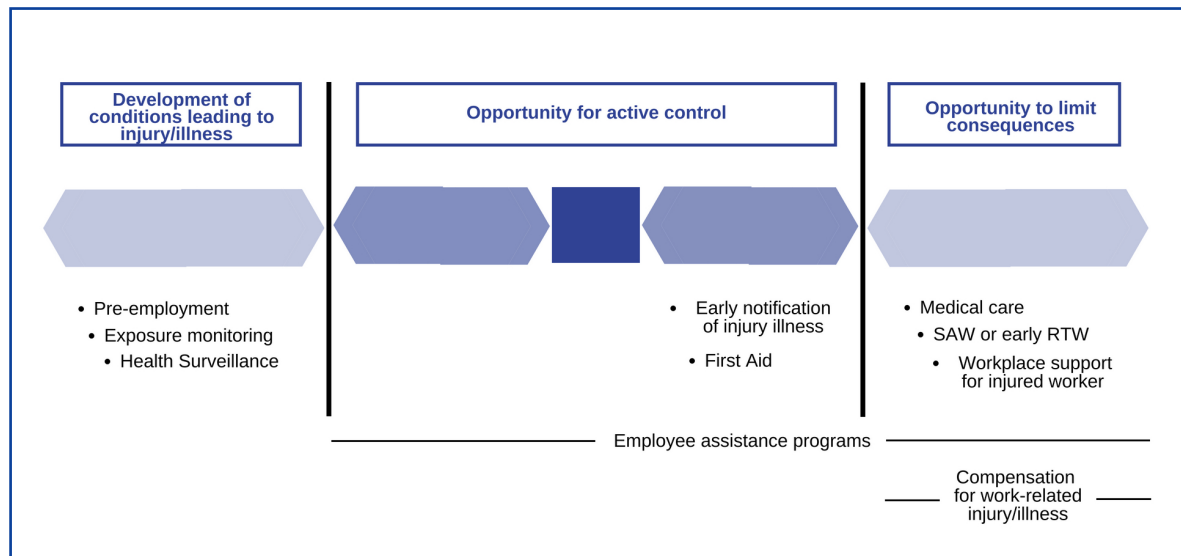 Development of
conditions leading to
injury/illness
Opportunity for active control
Opportunity to limit
consequences
• Pre-employment
• Exposure monitoring
• Health Surveillance
• Early notification
of injury illness
• First Aid
• Medical care
• SAW or early RTW
• Workplace support
for injured worker
Employee assistance programs
Compensation
for work-related
injury/illness